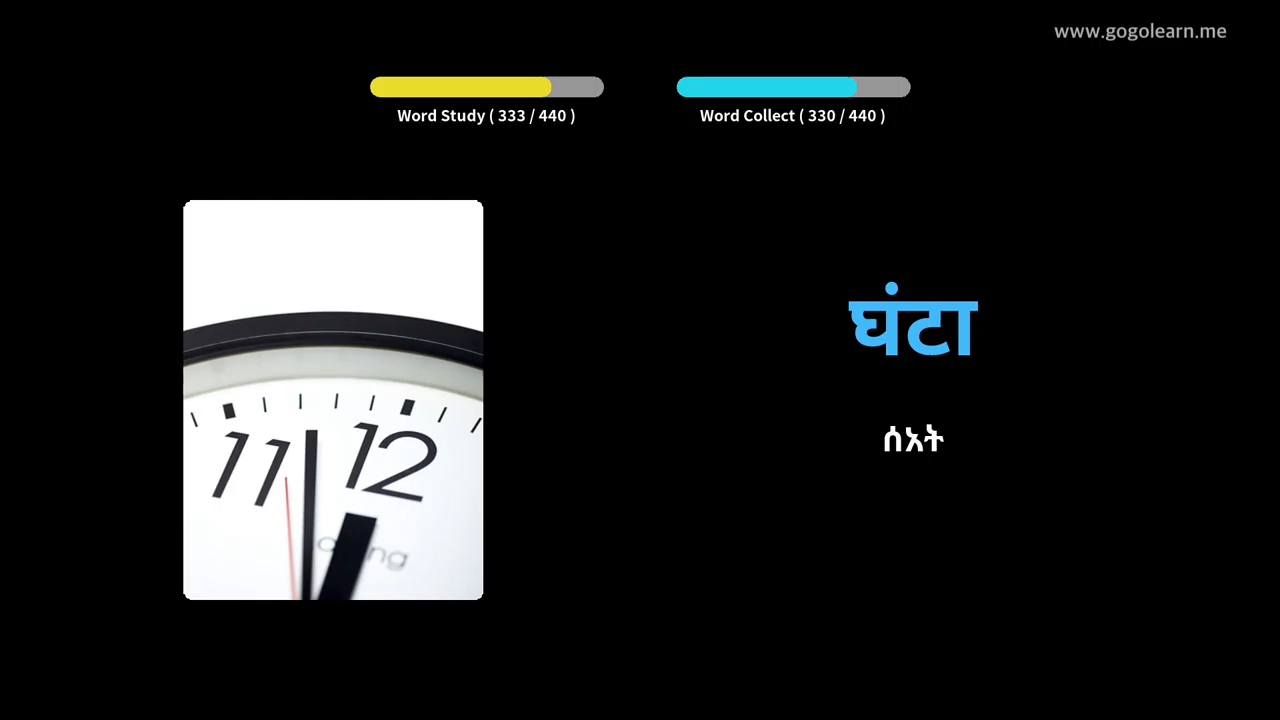 www.gogolearn.me
Word Study ( 333 / 440 )
Word Collect ( 330 / 440 )
घंटा
ሰአት
11 12